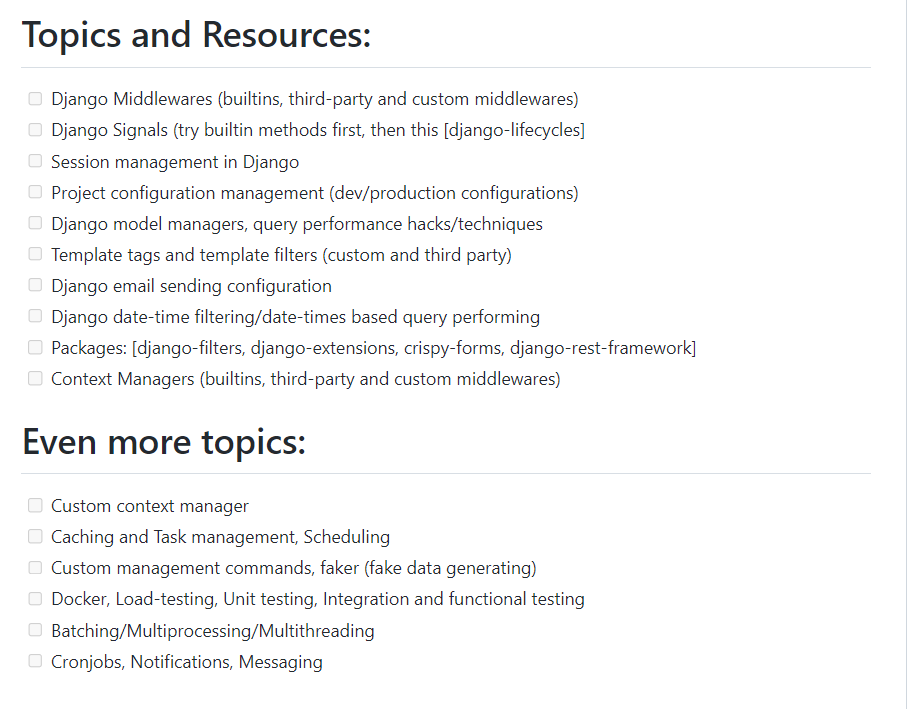 Topics and Resources:
Django Middlewares (builtins, third-party and custom middlewares)
Django Signals (try builtin methods first, then this [django-lifecycles]
Session management in Django
Project configuration management (dev/production configurations)
Django model managers, query performance hacks/techniques
Template tags and template filters (custom and third party)
Django email sending configuration
Django date-time filtering/date-times based query performing
Packages: [django-filters, django-extensions, crispy-forms, django-rest-framework]
Context Managers (builtins, third-party and custom middlewares)
Even more topics:
Custom context manager
Caching and Task management, Scheduling
Custom management commands, faker (fake data generating)
Docker, Load-testing, Unit testing, Integration and functional testing
Batching/Multiprocessing/Multithreading
Cronjobs, Notifications, Messaging